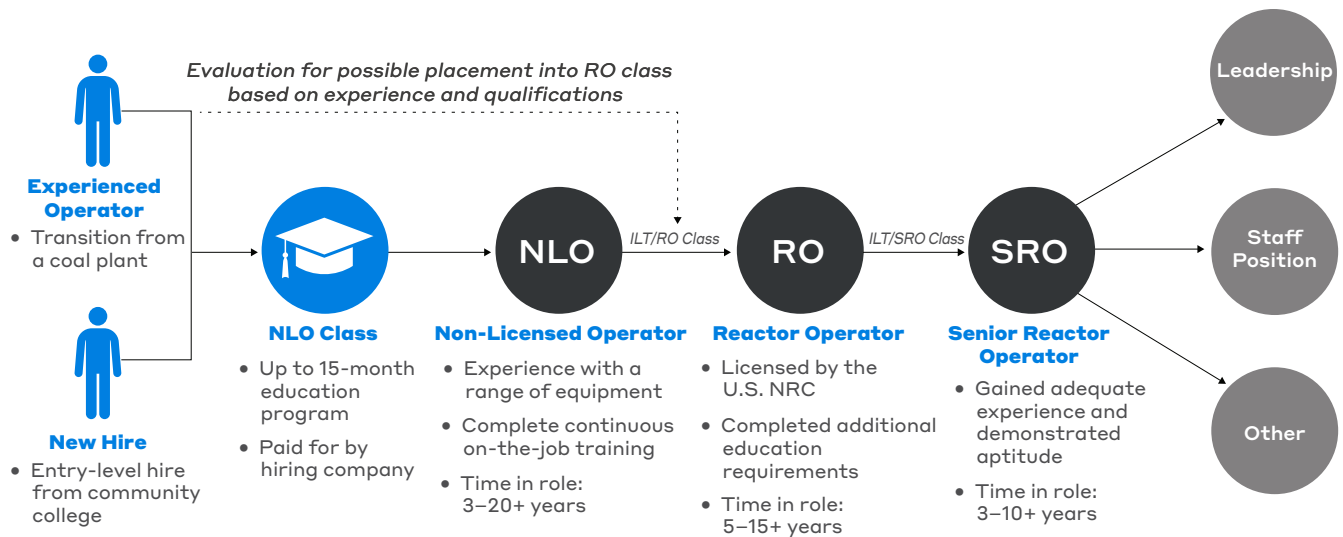 Evaluation for possible placement into RO class
based on experience and qualifications
Experienced
Operator
• Transition from
a coal plant
New Hire
• Entry-level hire
from community
college
NLO Class
• Up to 15-month
education
program
• Paid for by
hiring company
NLO
Non-Licensed Operator
• Experience with a
range of equipment
• Complete continuous
on-the-job training
• Time in role:
3–20+ years
ILT/RO Class
RO
Reactor Operator
• Licensed by the
U.S. NRC
• Completed additional
education
requirements
• Time in role:
5–15+ years
ILT/SRO Class
SRO
Senior Reactor
Operator
• Gained adequate
experience and
demonstrated
aptitude
• Time in role:
3–10+ years
Leadership
Staff
Position
Other